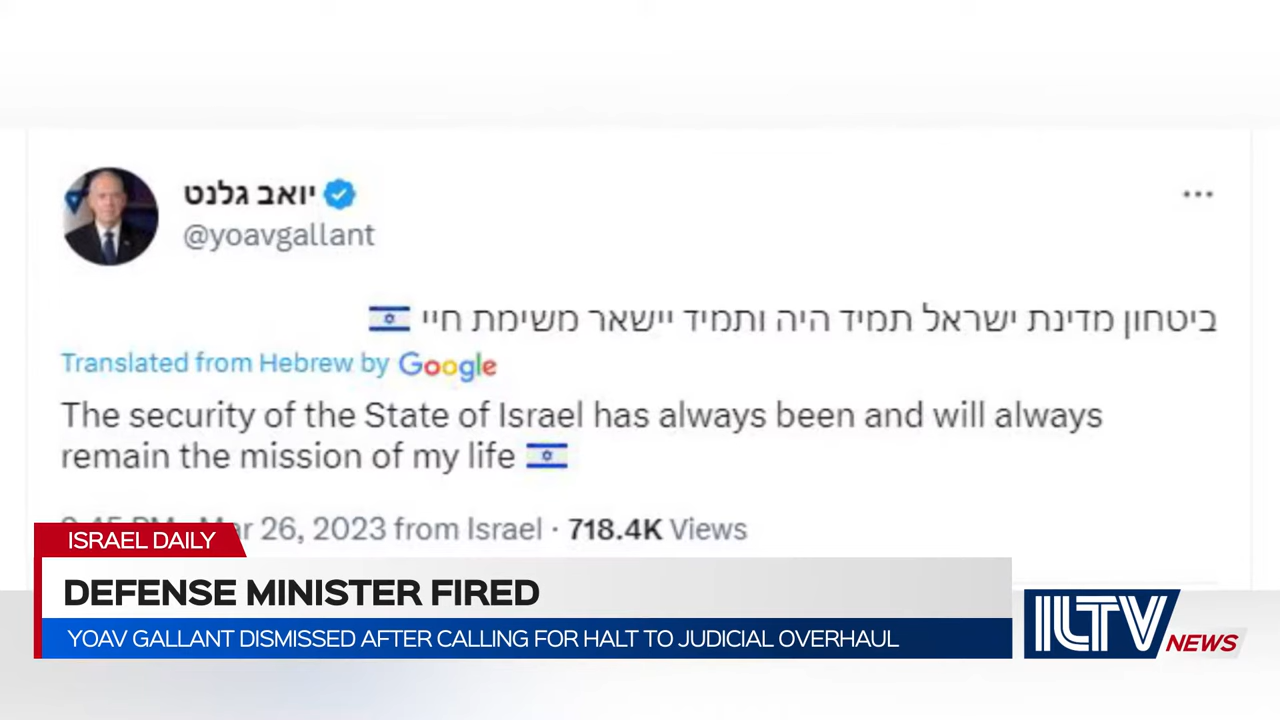 יואב גלנט
@yoavgallant
ביטחון מדינת ישראל תמיד היה ותמיד יישאר משימת חיי
Translated from Hebrew by Google
The security of the State of Israel has always been and will always
remain the mission of my life
Mar 26, 2023 from Israel · 718.4K Views
ISRAEL DAILY
DEFENSE MINISTER FIRED
YOAV GALLANT DISMISSED AFTER CALLING FOR HALT TO JUDICIAL OVERHAUL
ILTV NEWS